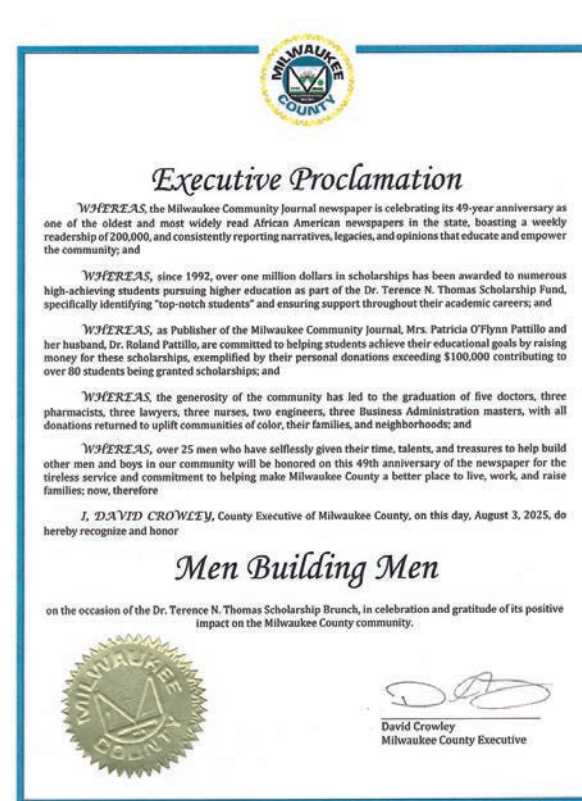 MILWAUKEE
COUNTY
Executive Proclamation
WHEREAS, the Milwaukee Community Journal newspaper is celebrating its 49-year anniversary as
one of the oldest and most widely read African American newspapers in the state, boasting a weekly
readership of 200,000, and consistently reporting narratives, legacies, and opinions that educate and empower
the community; and
WHEREAS, since 1992, over one million dollars in scholarships has been awarded to numerous
high-achieving students pursuing higher education as part of the Dr. Terence N. Thomas Scholarship Fund,
specifically identifying "top-notch students" and ensuring support throughout their academic careers; and
WHEREAS, as Publisher of the Milwaukee Community Journal, Mrs. Patricia O'Flynn Pattillo and
her husband, Dr. Roland Pattillo, are committed to helping students achieve their educational goals by raising
money for these scholarships, exemplified by their personal donations exceeding $100,000 contributing to
over 80 students being granted scholarships; and
WHEREAS, the generosity of the community has led to the graduation of five doctors, three
pharmacists, three lawyers, three nurses, two engineers, three Business Administration masters, with all
donations returned to uplift communities of color, their families, and neighborhoods; and
WHEREAS, over 25 men who have selflessly given their time, talents, and treasures to help build
other men and boys in our community will be honored on this 49th anniversary of the newspaper for the
tireless service and commitment to helping make Milwaukee County a better place to live, work, and raise
families; now, therefore
I, DAVID CROWLEY, County Executive of Milwaukee County, on this day, August 3, 2025, do
hereby recognize and honor
Men Building Men
on the occasion of the Dr. Terence N. Thomas Scholarship Brunch, in celebration and gratitude of its positive
impact on the Milwaukee County community.
MILWAUKEE
COUNTY
David Crowley
Milwaukee County Executive